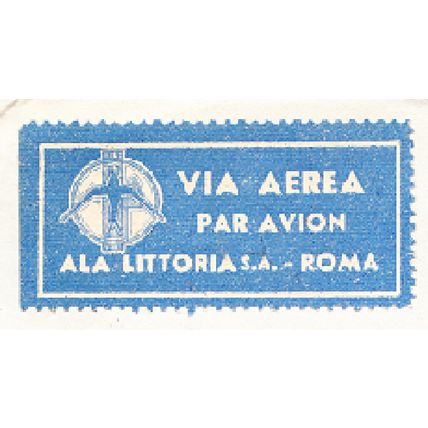 VIA AEREA
PAR AVION
ALA LITTORIA S.A. - ROMA